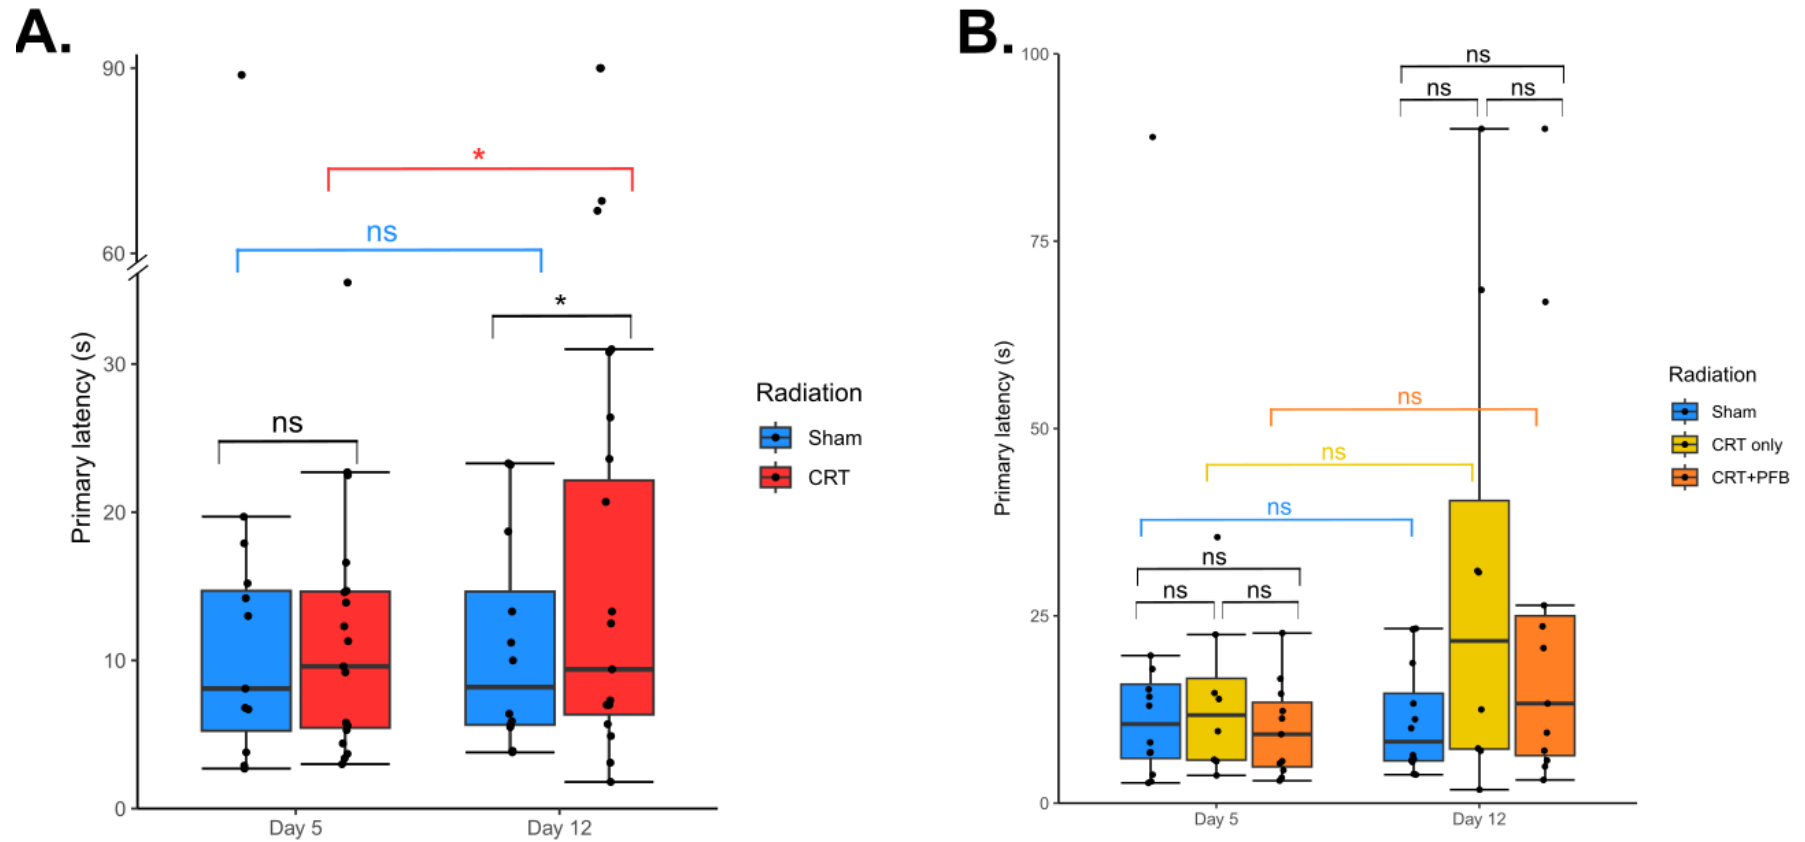 A.
90
60
30
20
10
0
Primary latency (s)
*
ns
*
ns
Day 5
Day 12
Radiation
Sham
CRT
B.
100
75
50
25
0
Primary latency (s)
ns
ns
ns
ns
ns
ns
ns
ns
ns
Day 5
Day 12
Radiation
Sham
CRT only
CRT+PFB